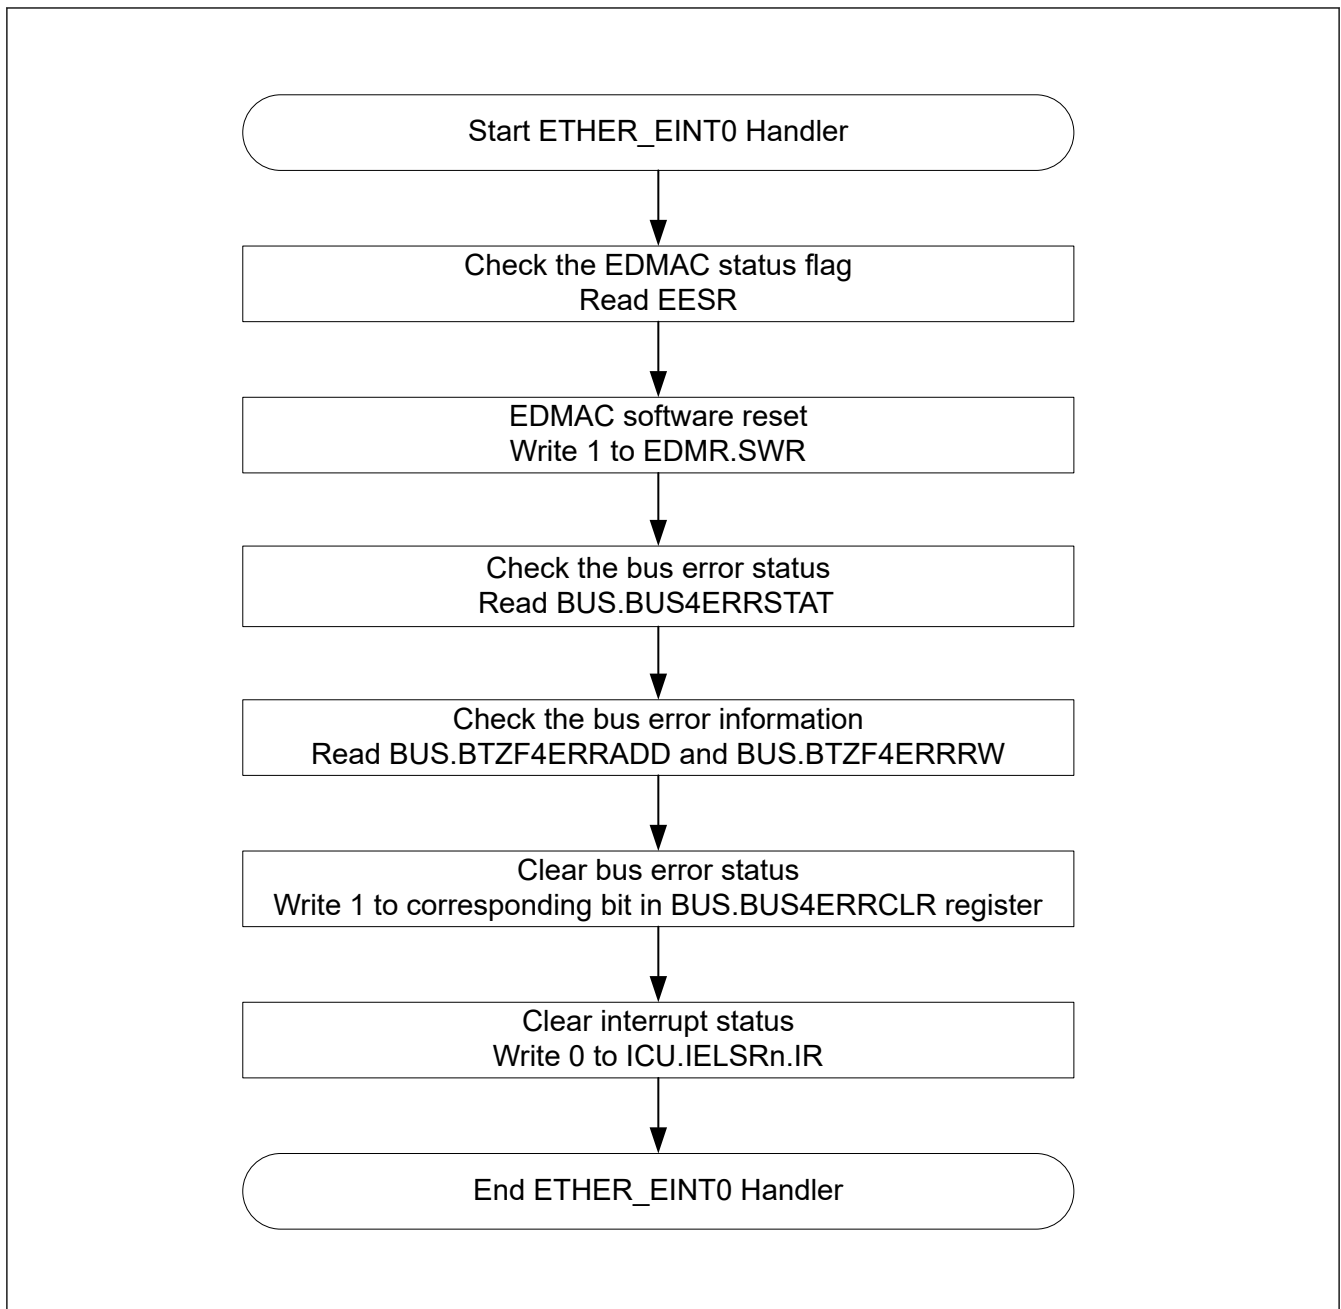 Start ETHER_EINT0 Handler
Check the EDMAC status flag
Read EESR
EDMAC software reset
Write 1 to EDMR.SWR
Check the bus error status
Read BUS.BUS4ERRSTAT
Check the bus error information
Read BUS.BTZF4ERRADD and BUS.BTZF4ERRRW
Clear bus error status
Write 1 to corresponding bit in BUS.BUS4ERRCLR register
Clear interrupt status
Write 0 to ICU.IELSRn.IR
End ETHER_EINT0 Handler